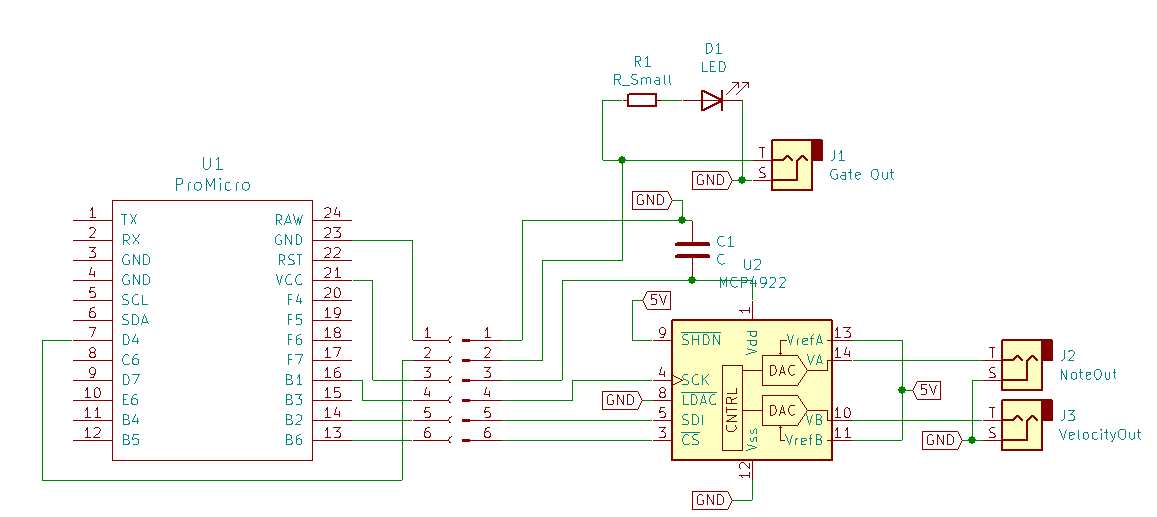 D1
LED
R1
R_Small
T
S
J1
Gate Out
GND
GND
U1
ProMicro
C1
C
U2
MCP4922
1 TX
2 RX
3 GND
4 GND
5 SCL
6 SDA
7 D4
8 C6
9 D7
10 E6
11 B4
12 B5
RAW 24
GND 23
RST 22
VCC 21
F4 20
F5 19
F6 18
F7 17
B1 16
B3 15
B2 14
B6 13
1 1
2 2
3 3
4 4
5 5
6 6
5V
1
Vdd
9 SHDN
4 SCK
GND 8 LDAC
5 SDI
3 CS
CNTRL
DAC
DAC
VrefA 13
VA 14
VB 10
VrefB 11
Vss
12
GND
5V
T
S
J2
NoteOut
T
S
J3
VelocityOut
GND